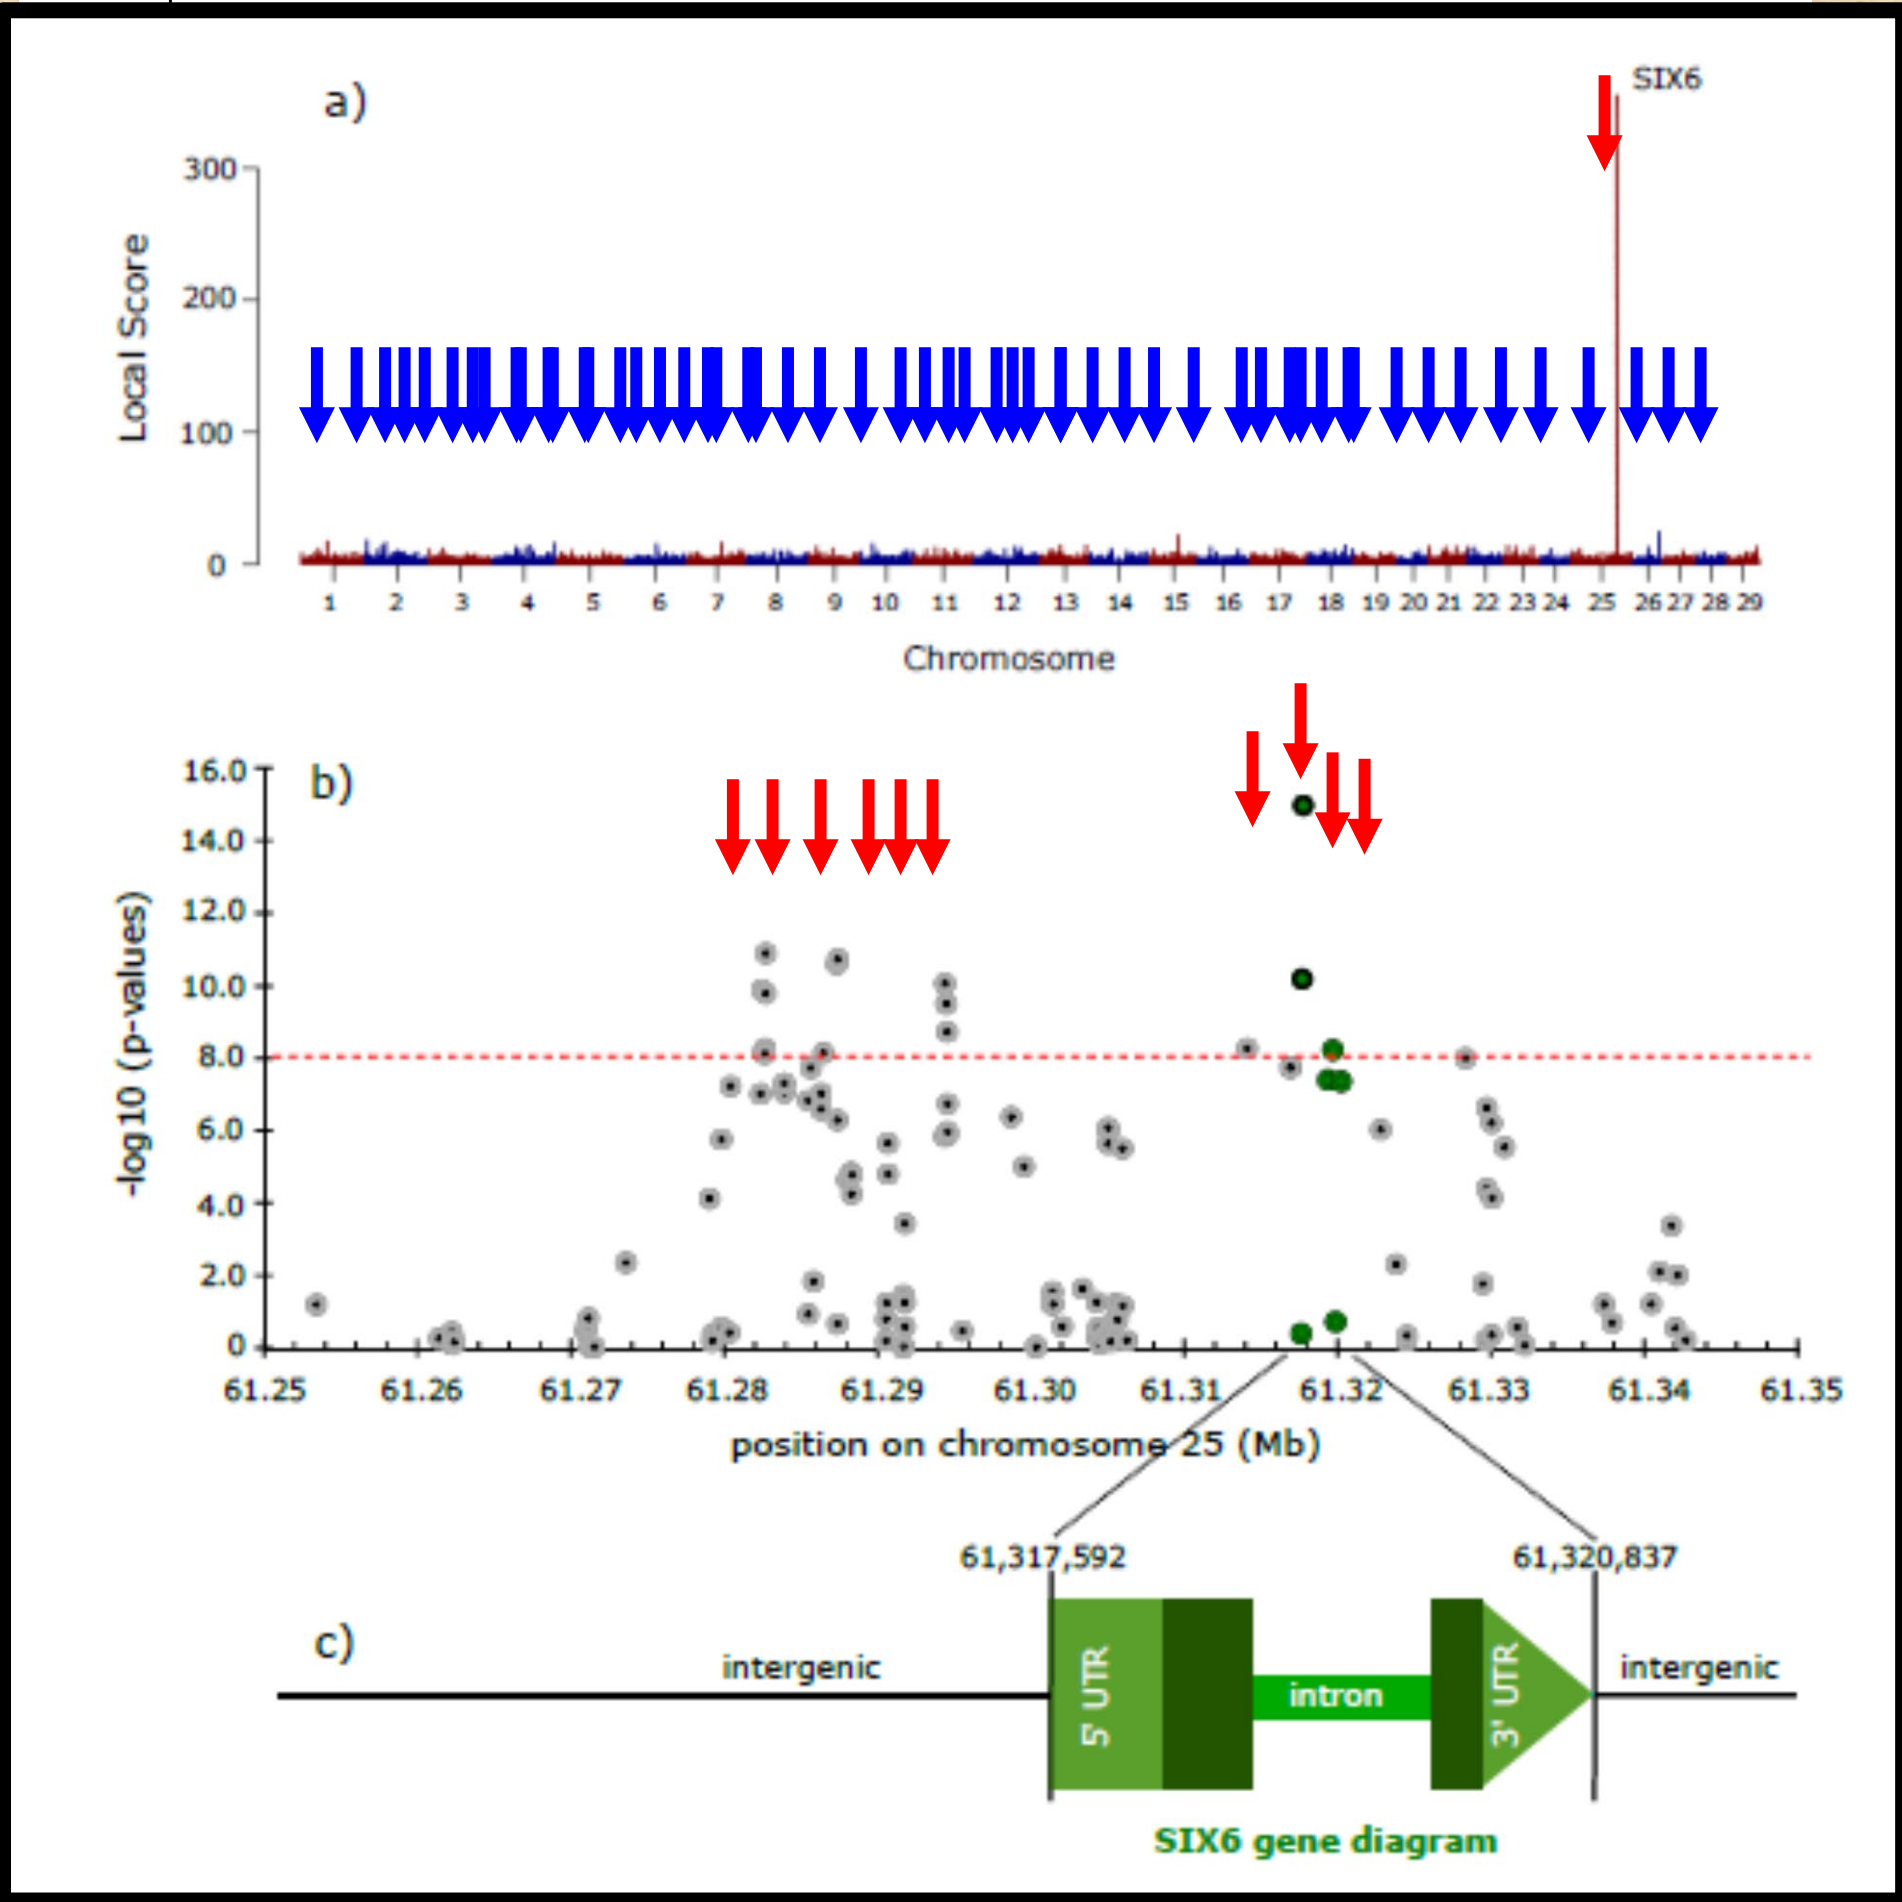 a)
SIX6
300
200
100
0
Local Score
1 2 3 4 5 6 7 8 9 10 11 12 13 14 15 16 17 18 19 20 21 22 23 24 25 26 27 28 29
Chromosome
b)
16.0
14.0
12.0
10.0
8.0
6.0
4.0
2.0
0
-log10 (p-values)
61.25 61.26 61.27 61.28 61.29 61.30 61.31 61.32 61.33 61.34 61.35
position on chromosome 25 (Mb)
61,317,592 61,320,837
c)
intergenic
5' UTR
intron
3' UTR
intergenic
SIX6 gene diagram